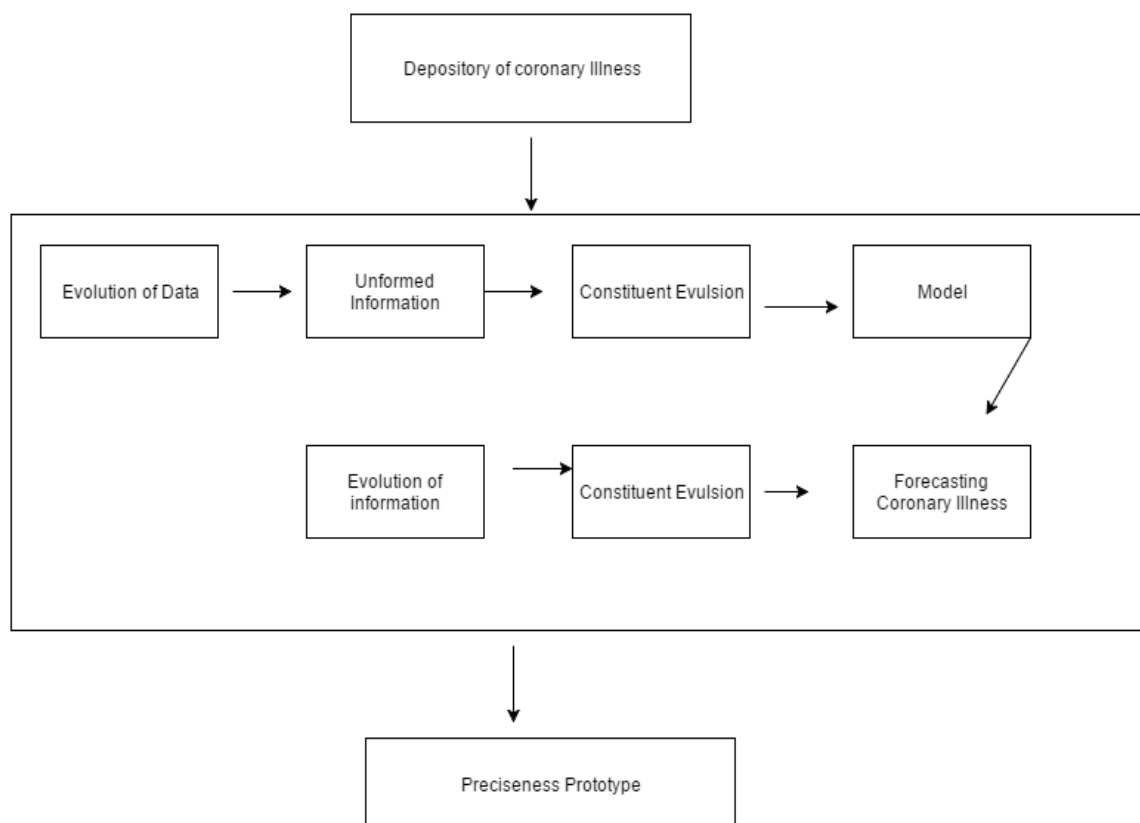 Depository of coronary Illness
Evolution of Data
Unformed
Information
Constituent Evulsion
Model
Evolution of
information
Constituent Evulsion
Forecasting
Coronary Illness
Preciseness Prototype